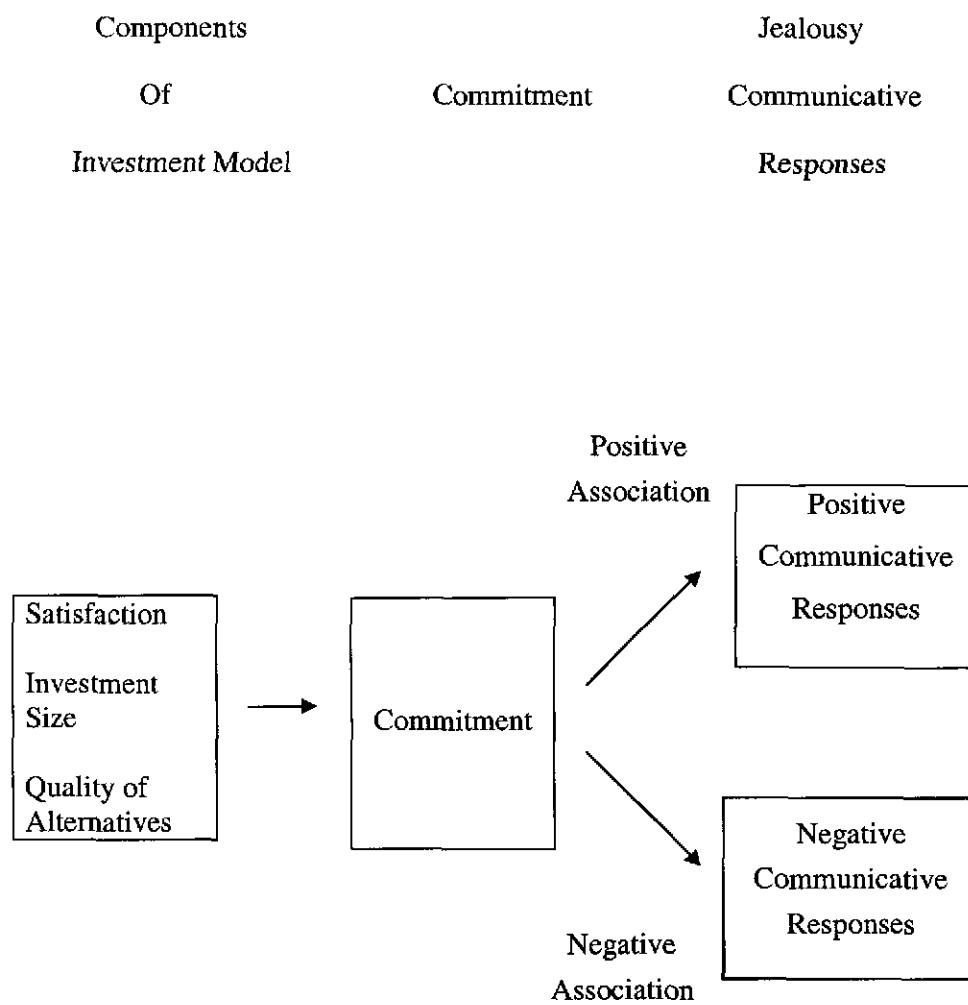 Components
Of
Investment Model
Commitment
Jealousy
Communicative
Responses
Satisfaction
Investment
Size
Quality of
Alternatives
Commitment
Positive
Association
Positive
Communicative
Responses
Negative
Association
Negative
Communicative
Responses